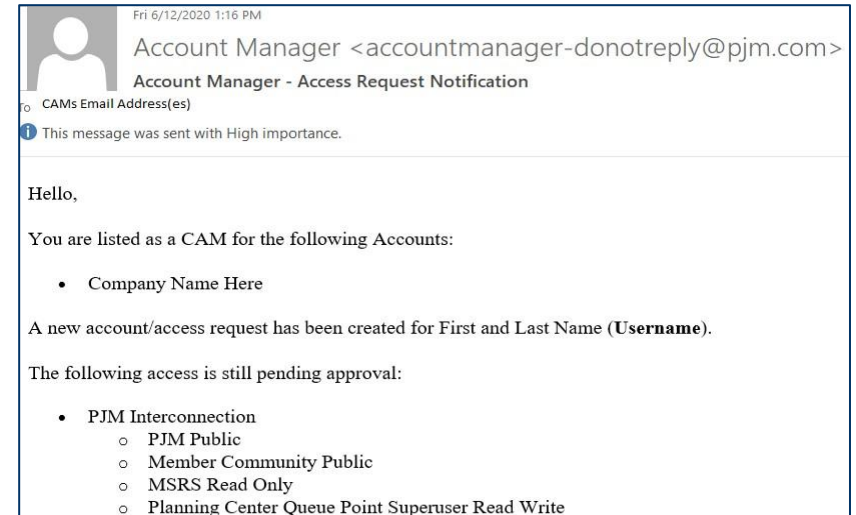 Fri 6/12/2020 1:16 PM
Account Manager <accountmanager-donotreply@pjm.com>
Account Manager - Access Request Notification
To CAMs Email Address(es)
This message was sent with High importance.
Hello,
You are listed as a CAM for the following Accounts:
• Company Name Here
A new account/access request has been created for First and Last Name (Username).
The following access is still pending approval:
• PJM Interconnection
o PJM Public
o Member Community Public
o MSRS Read Only
o Planning Center Queue Point Superuser Read Write